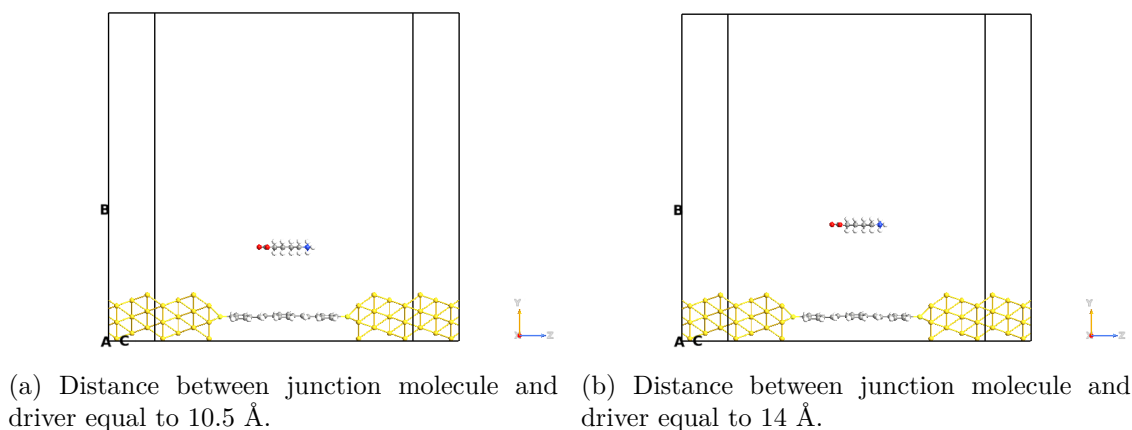 B
A C
Y
X Z
B
A C
Y
X Z
(a) Distance between junction molecule and
driver equal to 10.5 Å.
(b) Distance between junction molecule and
driver equal to 14 Å.